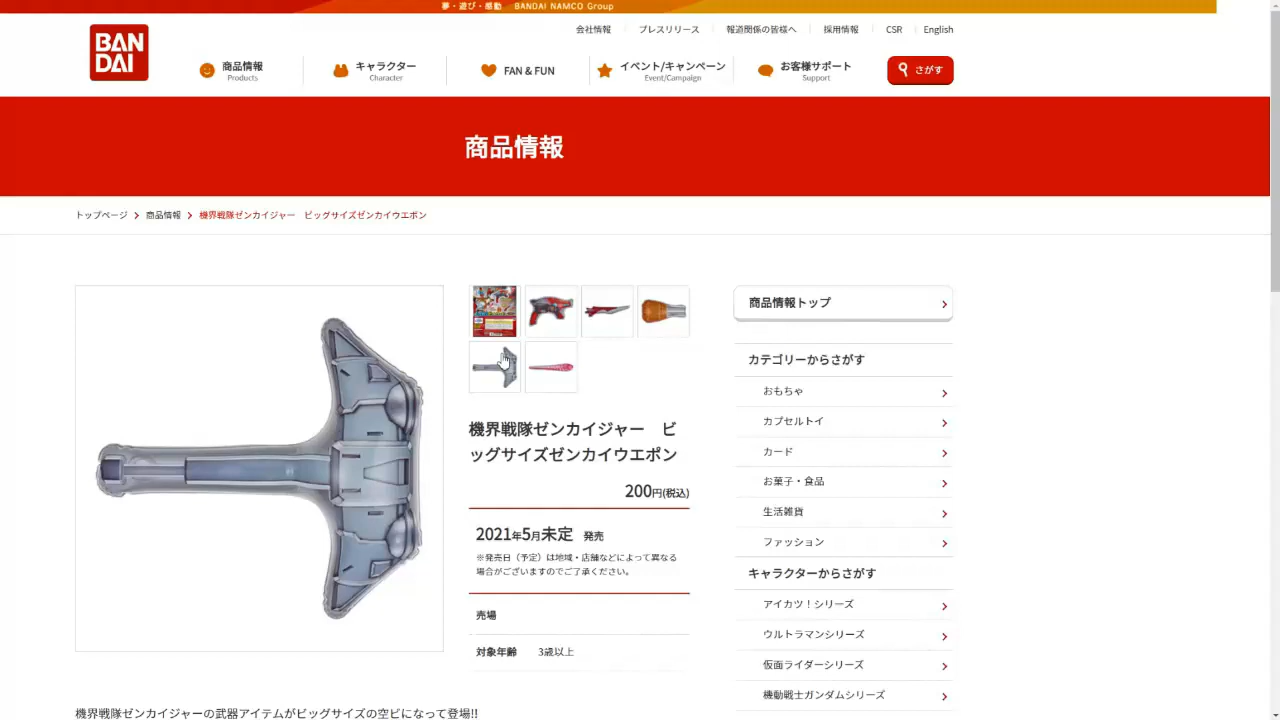 夢・遊び・感動 BANDAI NAMCO Group
会社情報 プレスリリース 報道関係の皆様へ 採用情報 CSR English
BAN
DAI
商品情報
Products
キャラクター
Character
FAN & FUN
イベント/キャンペーン
Event/Campaign
お客様サポート
Support
さがす
商品情報
トップページ 商品情報 機界戦隊ゼンカイジャー ビッグサイズゼンカイウエポン
機界戦隊ゼンカイジャー ビ
ッグサイズゼンカイウエポン
200円(税込)
2021年5月未定 発売
※発売日（予定）は地域・店舗などによって異なる
場合がございますのでご了承ください。
売場
対象年齢 3歳以上
機界戦隊ゼンカイジャーの武器アイテムがビッグサイズの空ビになって登場!!
商品情報トップ
カテゴリーからさがす
おもちゃ
カプセルトイ
カード
お菓子・食品
生活雑貨
ファッション
キャラクターからさがす
アイカツ！シリーズ
ウルトラマンシリーズ
仮面ライダーシリーズ
機動戦士ガンダムシリーズ